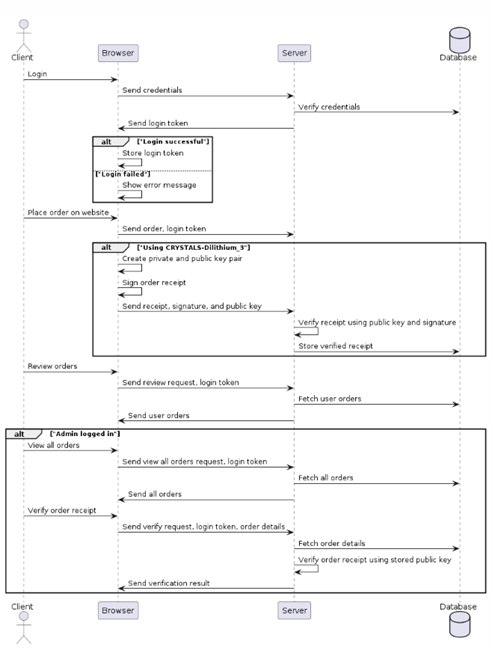 Client
Browser
Server
Database
Login
Send credentials
Verify credentials
Send login token
alt ["Login successful"]
Store login token
["Login failed"]
Show error message
Place order on website
Send order, login token
alt ["Using CRYSTALS-Dilithium_3"]
Create private and public key pair
Sign order receipt
Send receipt, signature, and public key
Verify receipt using public key and signature
Store verified receipt
Review orders
Send review request, login token
Fetch user orders
Send user orders
alt ["Admin logged in"]
View all orders
Send view all orders request, login token
Fetch all orders
Send all orders
Verify order receipt
Send verify request, login token, order details
Fetch order details
Verify order receipt using stored public key
Send verification result
Client
Browser
Server
Database